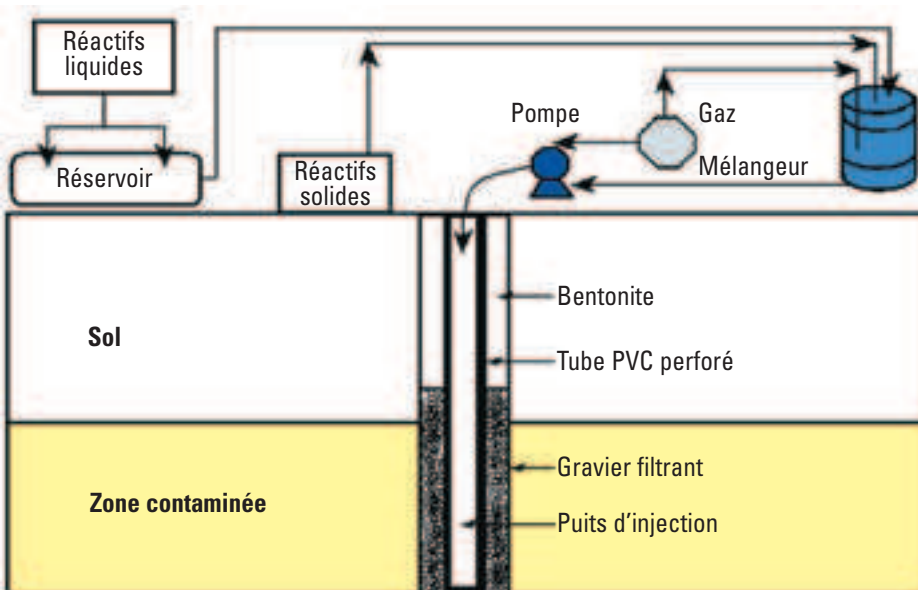 Réactifs
liquides
Pompe
Gaz
Réservoir
Réactifs
solides
Mélangeur
Bentonite
Sol
Tube PVC perforé
Gravier filtrant
Zone contaminée
Puits d'injection